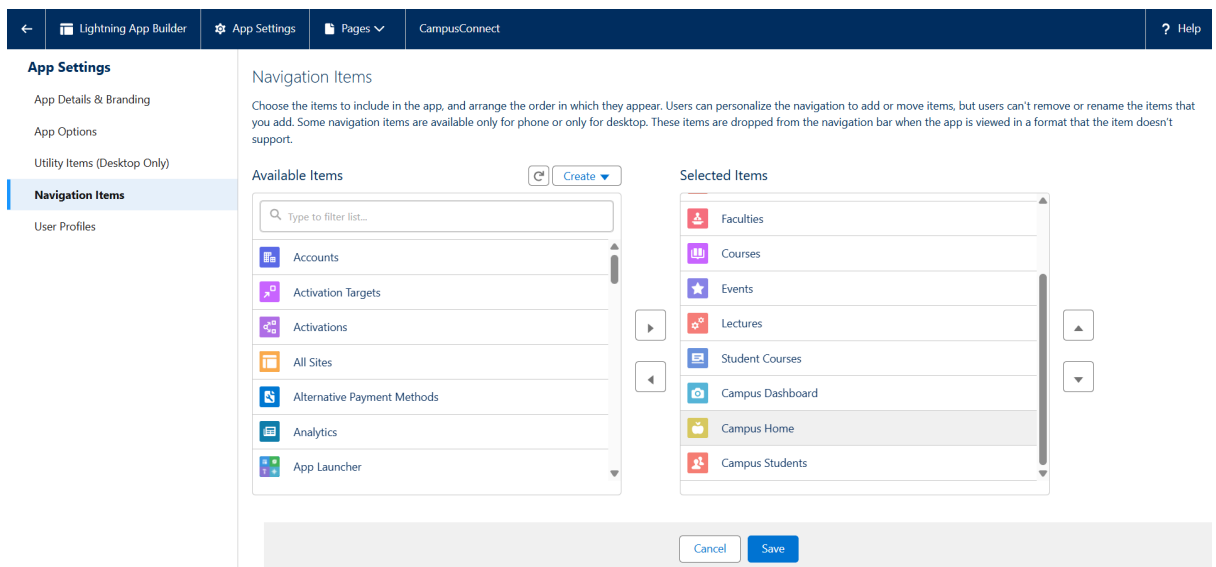 Lightning App Builder
App Settings
Pages
CampusConnect
? Help
App Settings
App Details & Branding
App Options
Utility Items (Desktop Only)
Navigation Items
User Profiles
Navigation Items
Choose the items to include in the app, and arrange the order in which they appear. Users can personalize the navigation to add or move items, but users can't remove or rename the items that
you add. Some navigation items are available only for phone or only for desktop. These items are dropped from the navigation bar when the app is viewed in a format that the item doesn't
support.
Available Items
Create
Type to filter list...
Accounts
Activation Targets
Activations
All Sites
Alternative Payment Methods
Analytics
App Launcher
Selected Items
Faculties
Courses
Events
Lectures
Student Courses
Campus Dashboard
Campus Home
Campus Students
Cancel
Save